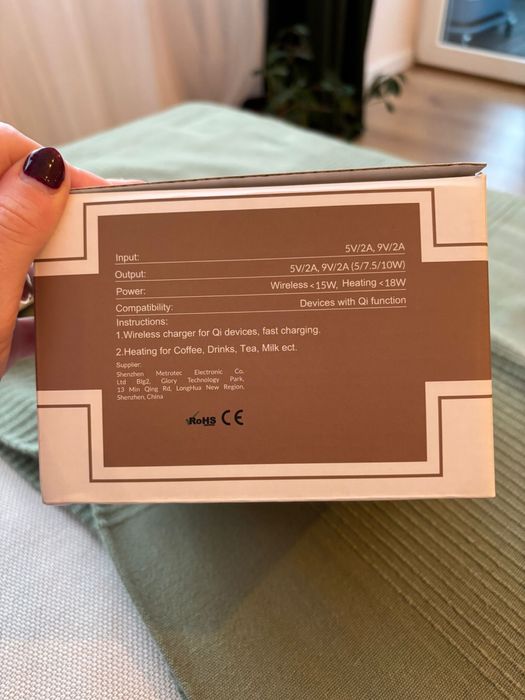 Input: 5V/2A, 9V/2A
Output: 5V/2A, 9V/2A (5/7.5/10W)
Power: Wireless <15W, Heating <18W
Compatibility: Devices with Qi function
Instructions:
1.Wireless charger for Qi devices, fast charging.
2.Heating for Coffee, Drinks, Tea, Milk ect.
Supplier:
Shenzhen Metrotec Electronic Co.
Ltd Blg2, Glory Technology Park,
13 Min Qing Rd, LongHua New Region,
Shenzhen, China
RoHS CE